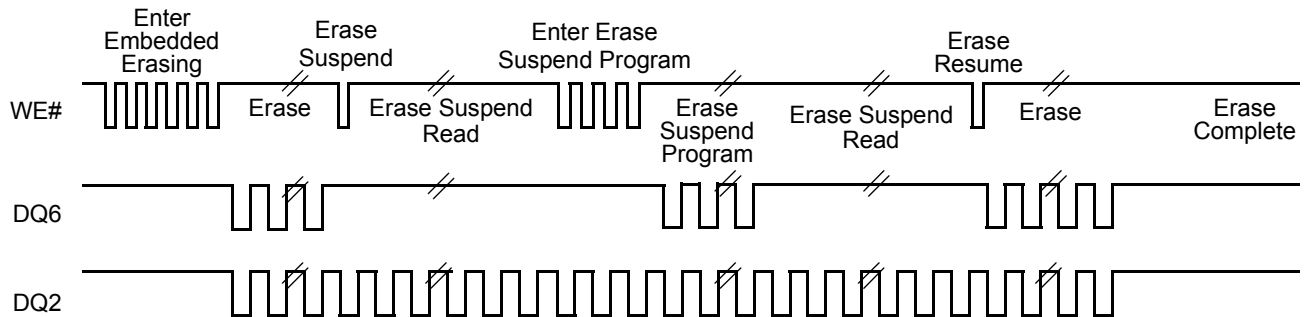 Enter
Embedded
Erasing
Erase
Suspend
Enter Erase
Suspend Program
Erase
Resume
WE#
Erase
Erase Suspend
Read
Erase
Suspend
Program
Erase Suspend
Read
Erase
Erase
Complete
DQ6
DQ2